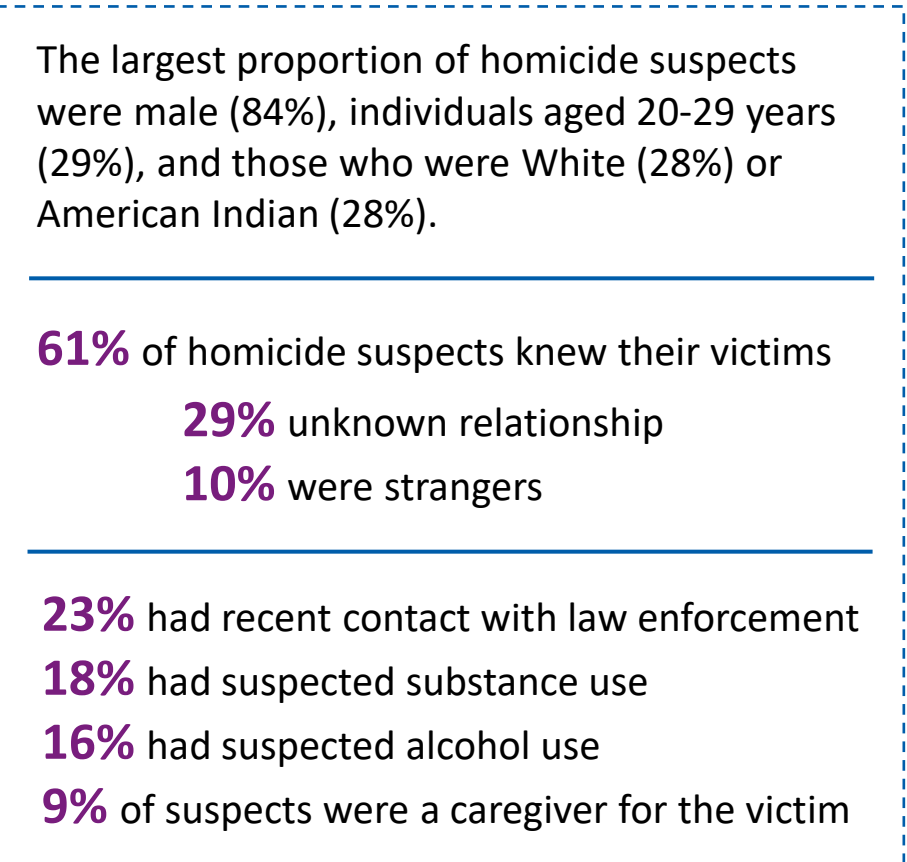 The largest proportion of homicide suspects
were male (84%), individuals aged 20-29 years
(29%), and those who were White (28%) or
American Indian (28%).
61% of homicide suspects knew their victims
29% unknown relationship
10% were strangers
23% had recent contact with law enforcement
18% had suspected substance use
16% had suspected alcohol use
9% of suspects were a caregiver for the victim